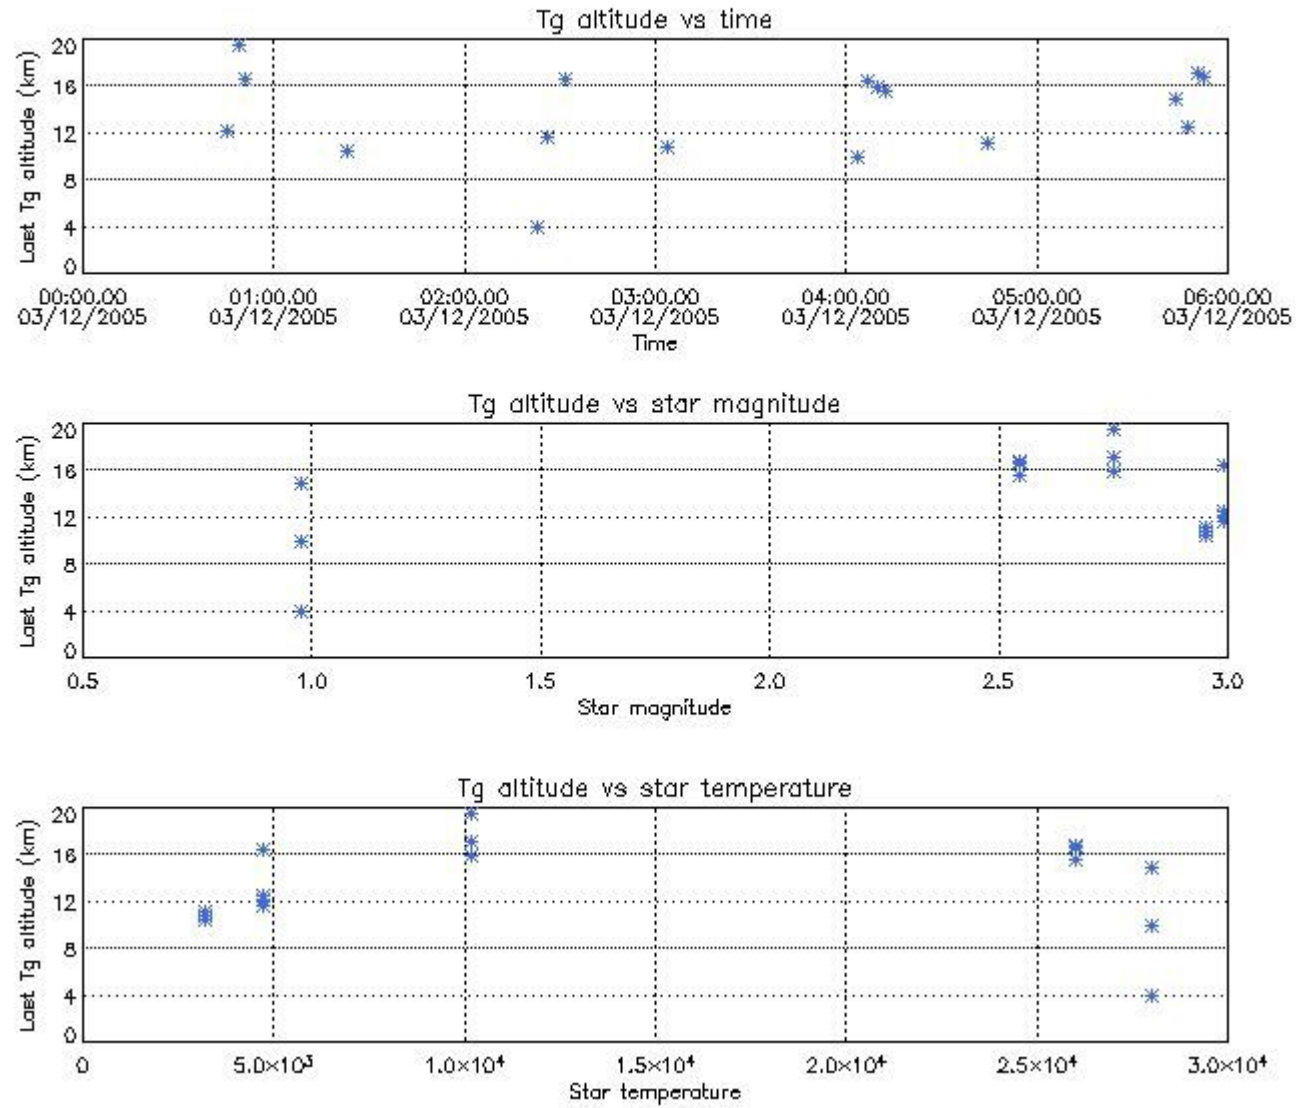 Tg altitude vs time
Last Tg altitude (km)
20
16
12
8
4
0
00:00.00 01:00.00 02:00.00 03:00.00 04:00.00 05:00.00 06:00.00
03/12/2005 03/12/2005 03/12/2005 03/12/2005 03/12/2005 03/12/2005 03/12/2005
Time
Tg altitude vs star magnitude
Last Tg altitude (km)
20
16
12
8
4
0
0.5 1.0 1.5 2.0 2.5 3.0
Star magnitude
Tg altitude vs star temperature
Last Tg altitude (km)
20
16
12
8
4
0
0 5.0×10³ 1.0×10⁴ 1.5×10⁴ 2.0×10⁴ 2.5×10⁴ 3.0×10⁴
Star temperature